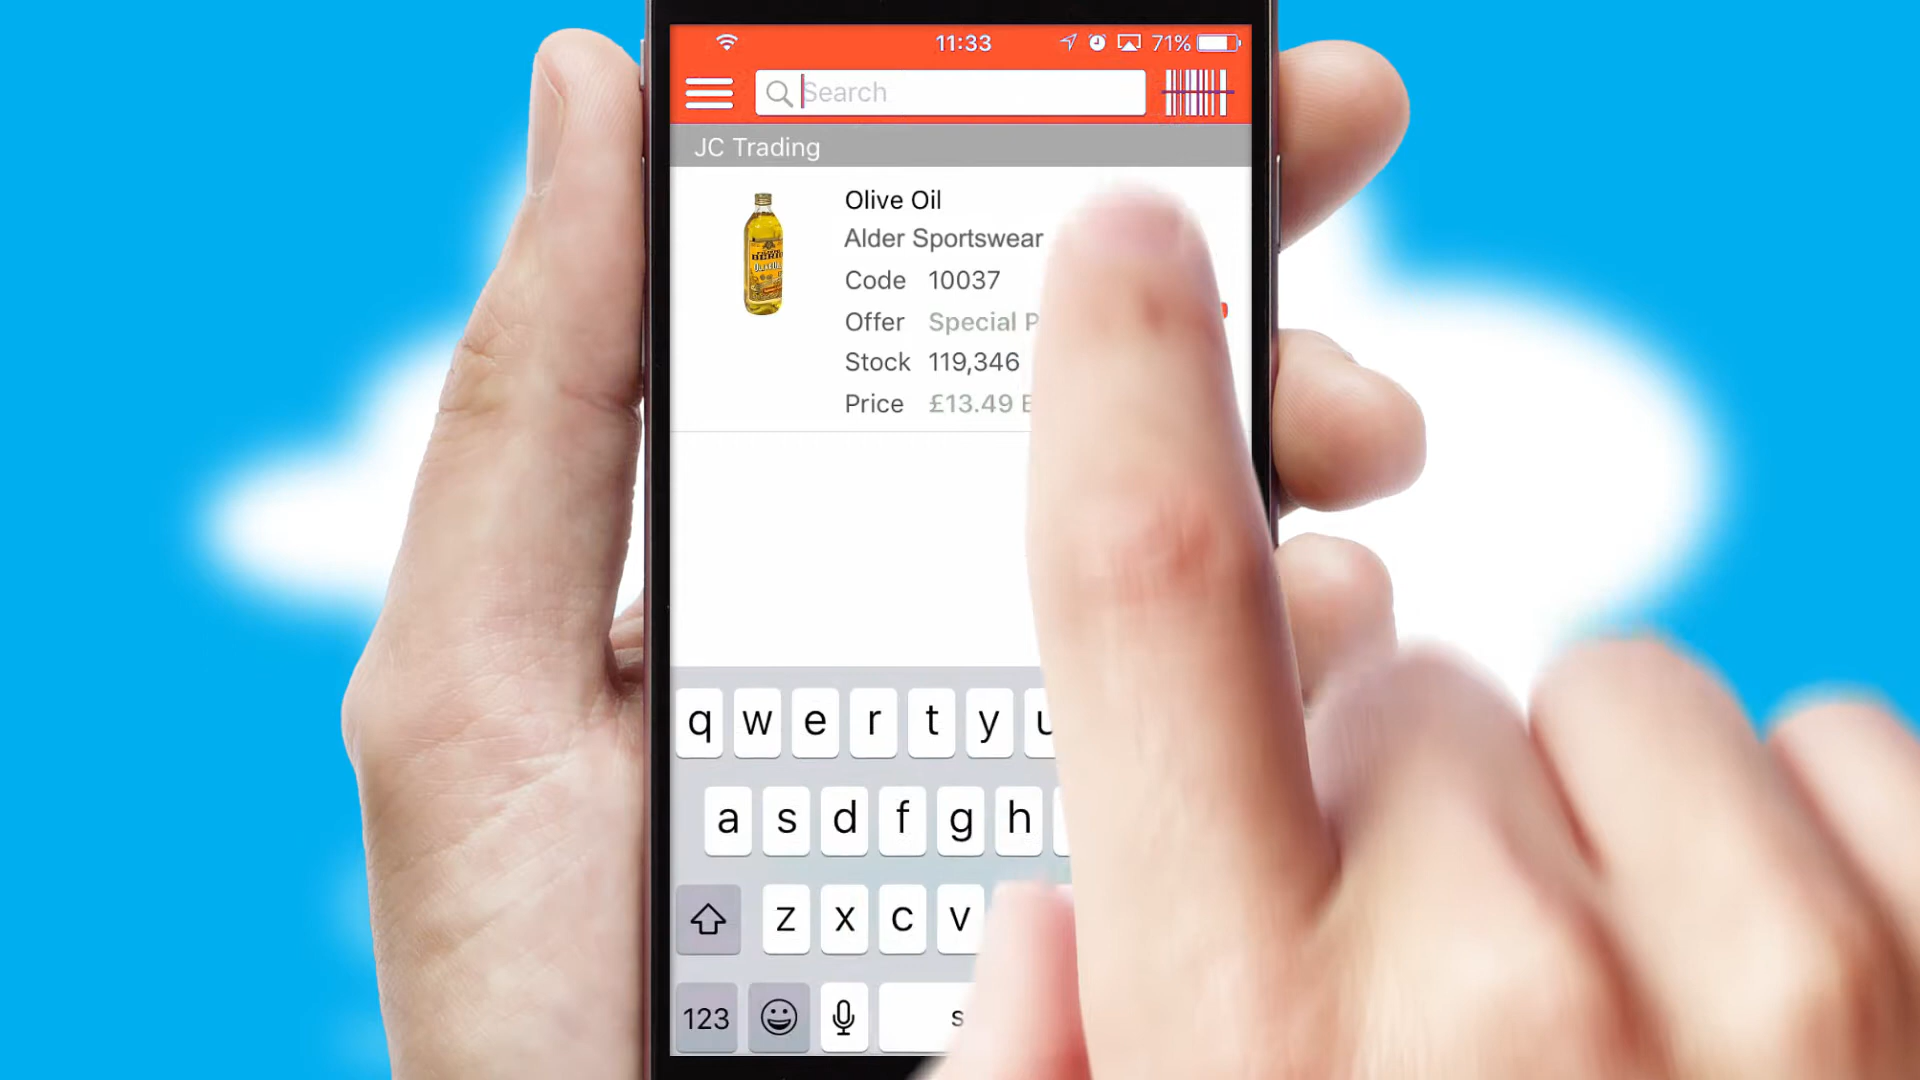 11:33 71%
Search
JC Trading
Olive Oil
Alder Sportswear
Code 10037
Offer Special P
Stock 119,346
Price £13.49 E
q w e r t y u
a s d f g h
z x c v
123 s